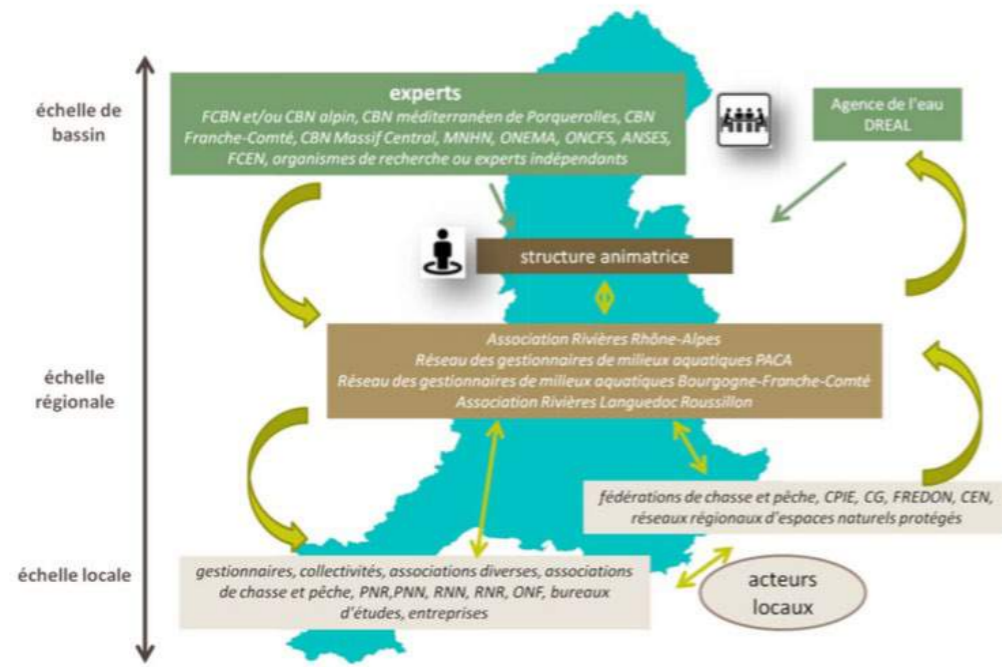 échelle de
bassin
experts
FCBN et/ou CBN alpin, CBN méditerranéen de Porquerolles, CBN
Franche-Comté, CBN Massif Central, MNHN, ONEMA, ONCFS, ANSES,
FCEN, organismes de recherche ou experts indépendants
Agence de l'eau
DREAL
structure animatrice
échelle
régionale
Association Rivières Rhône-Alpes
Réseau des gestionnaires de milieux aquatiques PACA
Réseau des gestionnaires de milleux aquatiques Bourgogne-Franche-Comté
Association Rivières Languedoc Roussillon
fédérations de chasse et pêche, CPIE, CG, FREDON, CEN,
réseaux régionaux d'espaces naturels protégés
échelle locale
gestionnaires, collectivités, associations diverses, associations
de chasse et pêche, PNR,PNN, RNN, RNR, ONF, bureaux
d'études, entreprises
acteurs
locaux